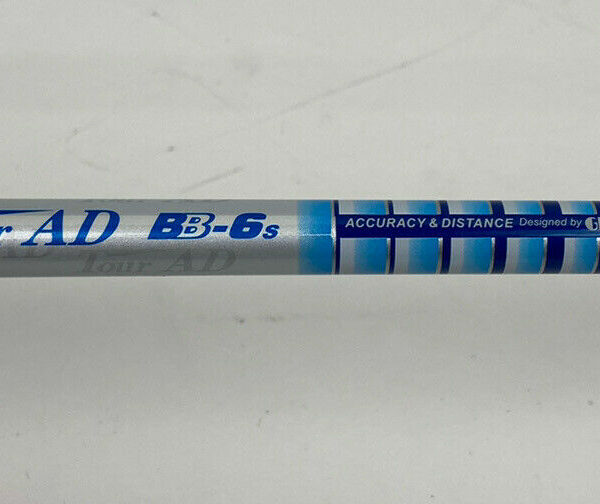 AD BB-6s
ACCURACY & DISTANCE Designed by G
Tour AD